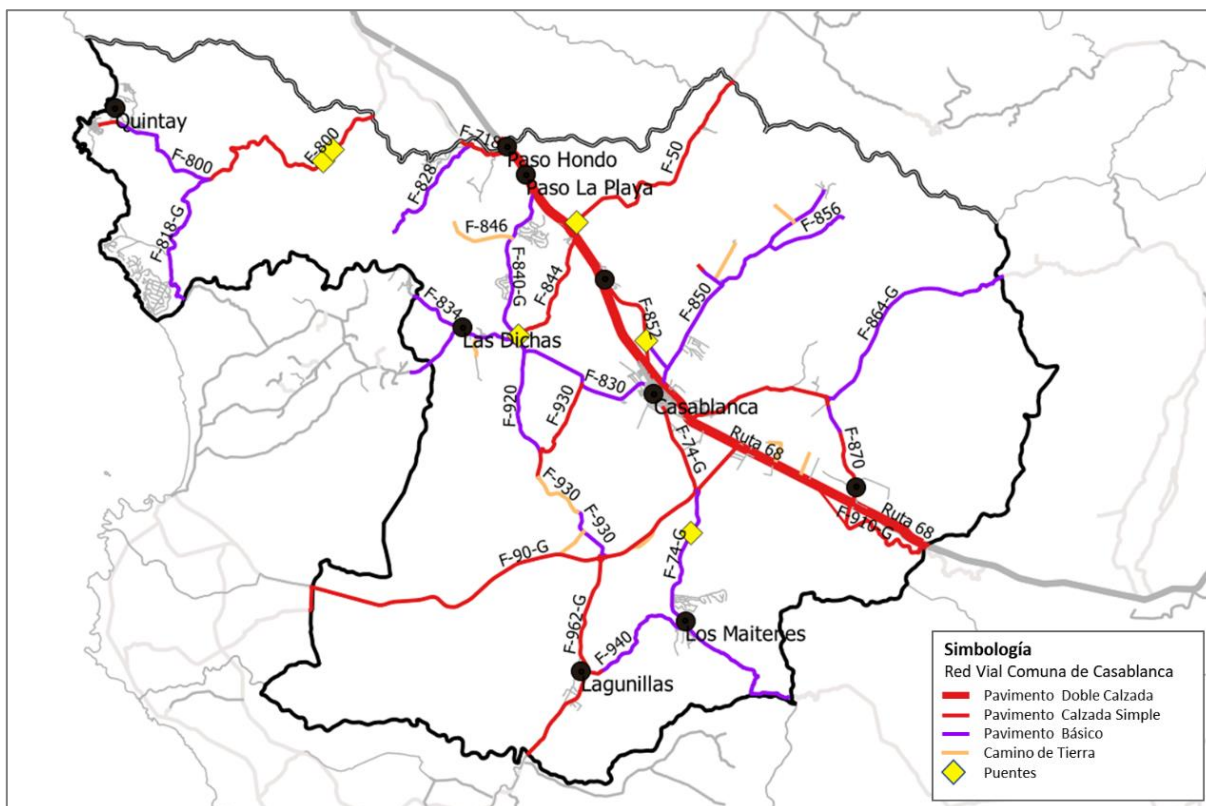 Quintay
F-800
F-800
F-818-G
F-718
Paso Hondo
Paso La Playa
F-828
F-50
F-846
F-840-G
F-844
F-856
F-850
F-852
F-864-G
F-834
Las Dichas
F-830
F-920
F-930
Casablanca
F-74-G
Ruta 68
F-870
F-930
F-930
F-910-G
Ruta 68
F-90-G
F-74-G
F-962-G
F-940
Los Maitenes
Lagunillas
Simbología
Red Vial Comuna de Casablanca
Pavimento Doble Calzada
Pavimento Calzada Simple
Pavimento Básico
Camino de Tierra
Puentes